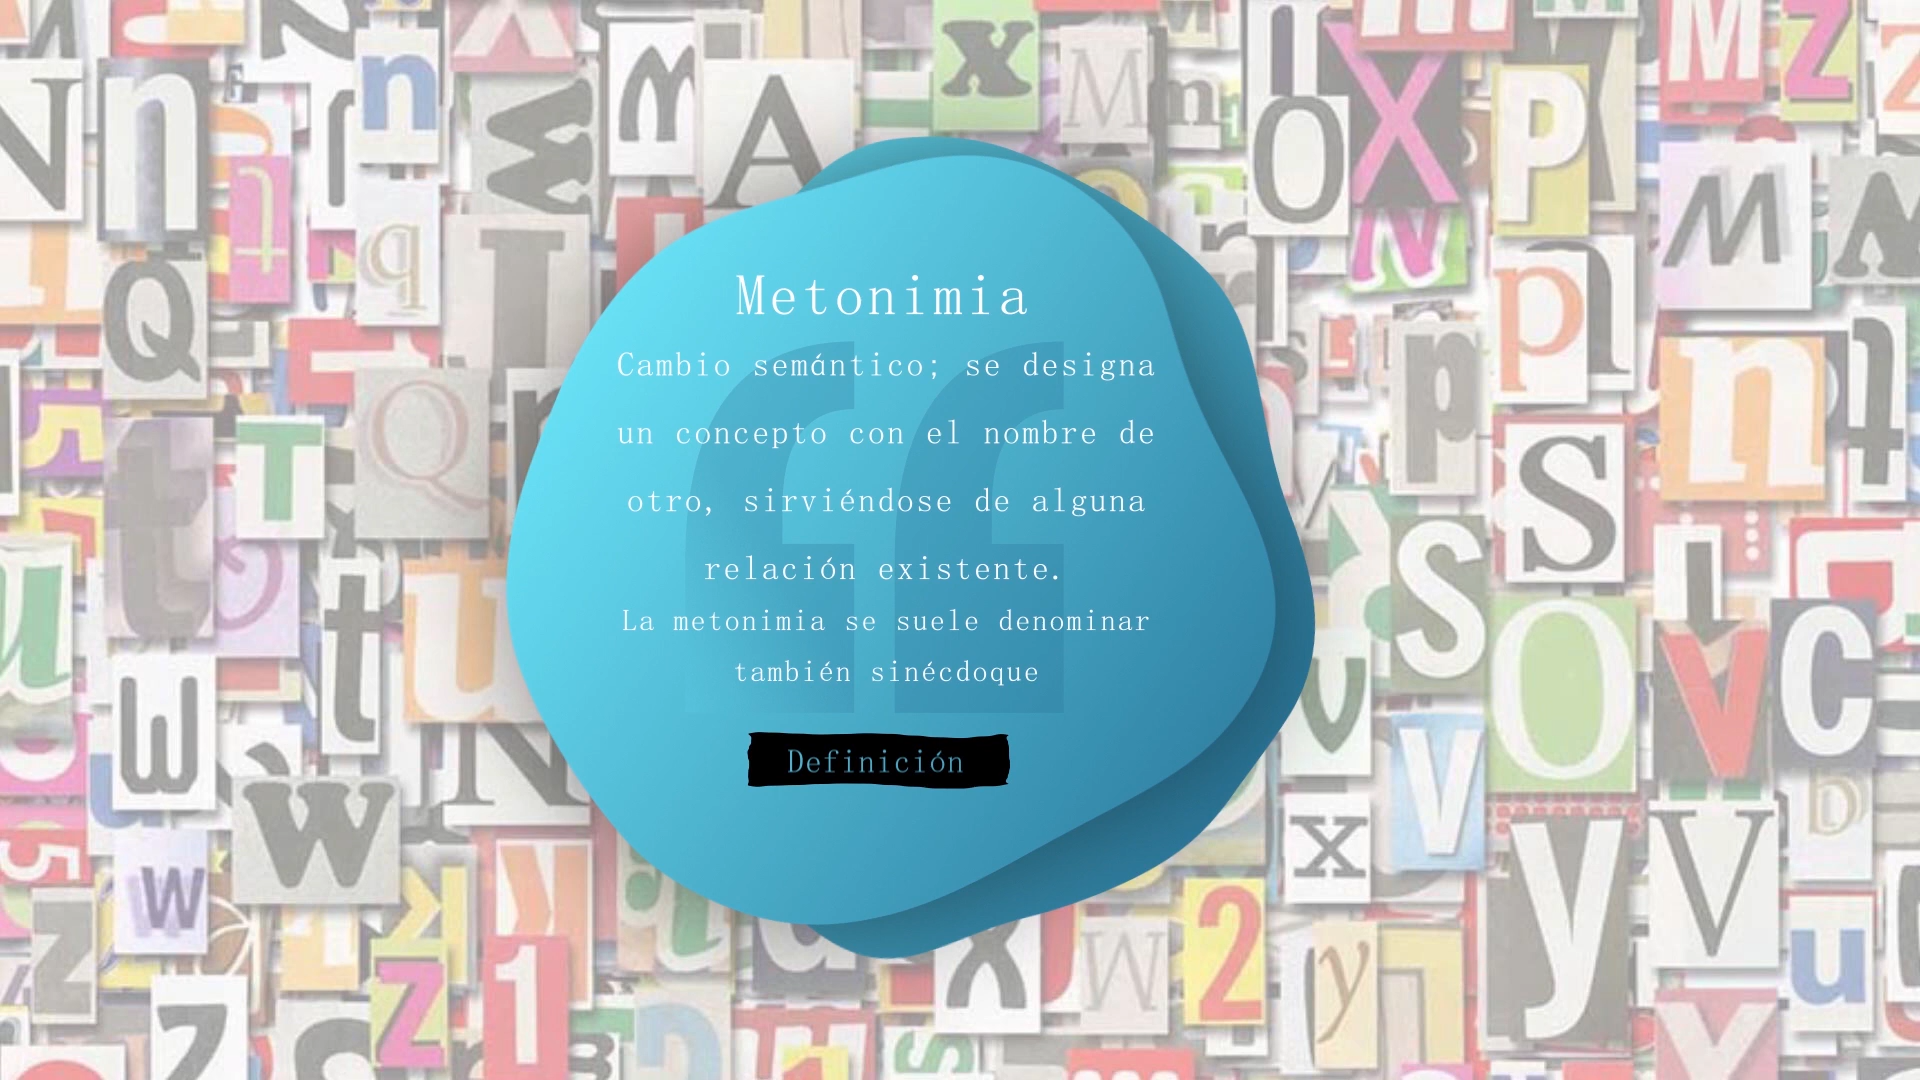 Metonimia
Cambio semántico; se designa
un concepto con el nombre de
otro, sirviéndose de alguna
relación existente.
La metonimia se suele denominar
también sinécdoque
Definición